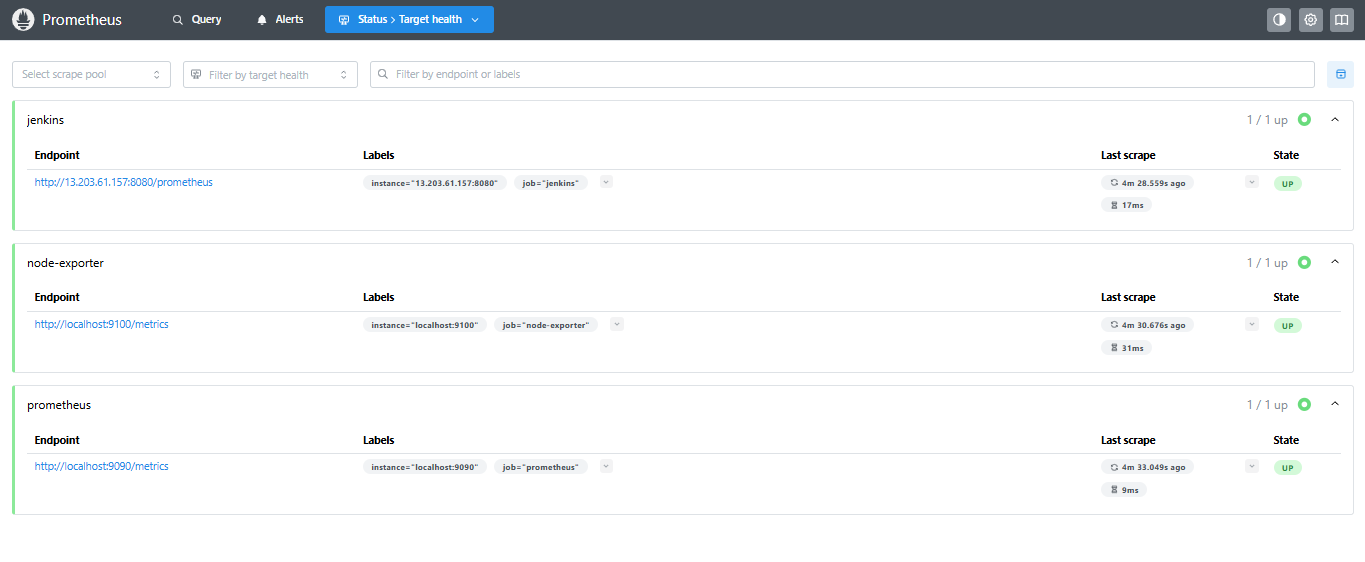 Prometheus Query Alerts Status > Target health
Select scrape pool Filter by target health Filter by endpoint or labels
jenkins 1 / 1 up
Endpoint Labels Last scrape State
http://13.203.61.157:8080/prometheus instance="13.203.61.157:8080" job="jenkins" 4m 28.559s ago UP
17ms
node-exporter 1 / 1 up
Endpoint Labels Last scrape State
http://localhost:9100/metrics instance="localhost:9100" job="node-exporter" 4m 30.676s ago UP
31ms
prometheus 1 / 1 up
Endpoint Labels Last scrape State
http://localhost:9090/metrics instance="localhost:9090" job="prometheus" 4m 33.049s ago UP
9ms